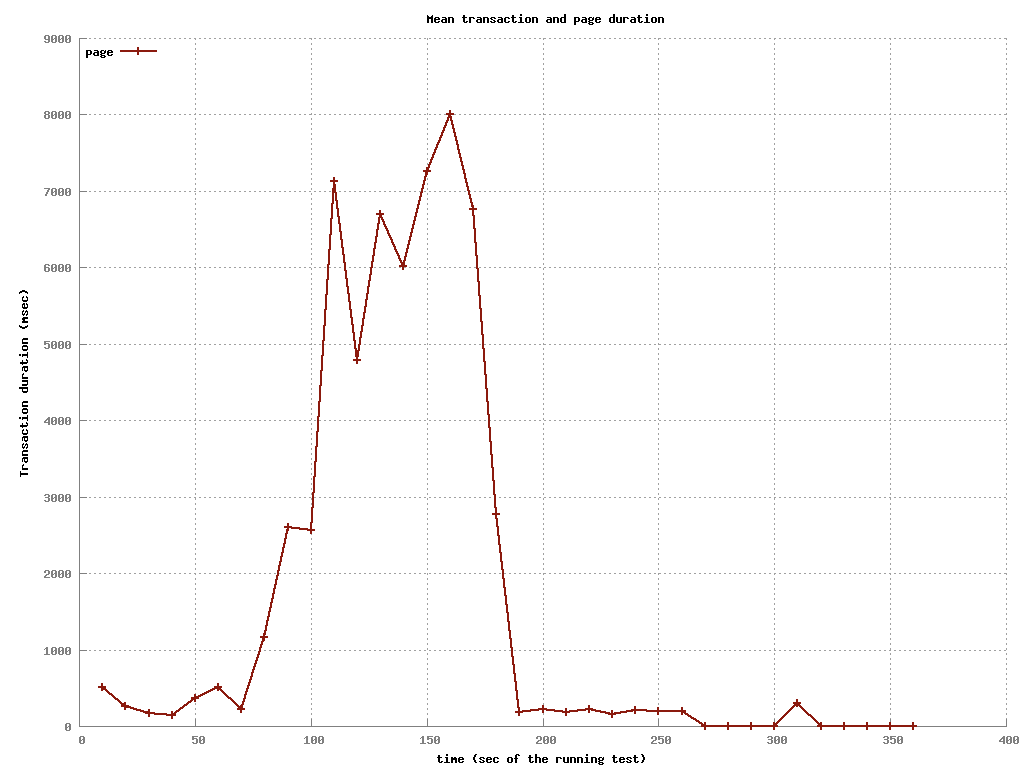 Mean transaction and page duration
9000
page
8000
7000
6000
5000
4000
3000
2000
1000
0
Transaction duration (msec)
0 50 100 150 200 250 300 350 400
time (sec of the running test)